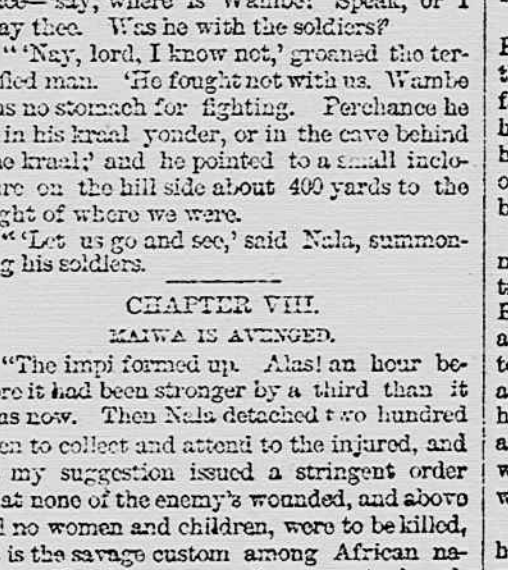 say, where is Wambe? Speak, or I
ay thee. Was he with the soldiers?'
"'Nay, lord, I know not,' groaned the ter-
fied man. 'He fought not with us. Wambe
as no stomach for fighting. Perchance he
in his kraal yonder, or in the cave behind
e kraal;' and he pointed to a small inclo-
re on the hill side about 400 yards to the
ght of where we were.
"'Let us go and see,' said Nala, summon-
g his soldiers.
CHAPTER VIII.
MAIWA IS AVENGED.
"The impi formed up. Alas! an hour be-
re it had been stronger by a third than it
as now. Then Nala detached two hundred
en to collect and attend to the injured, and
my suggestion issued a stringent order
at none of the enemy's wounded, and above
l no women and children, were to be killed,
is the savage custom among African na-